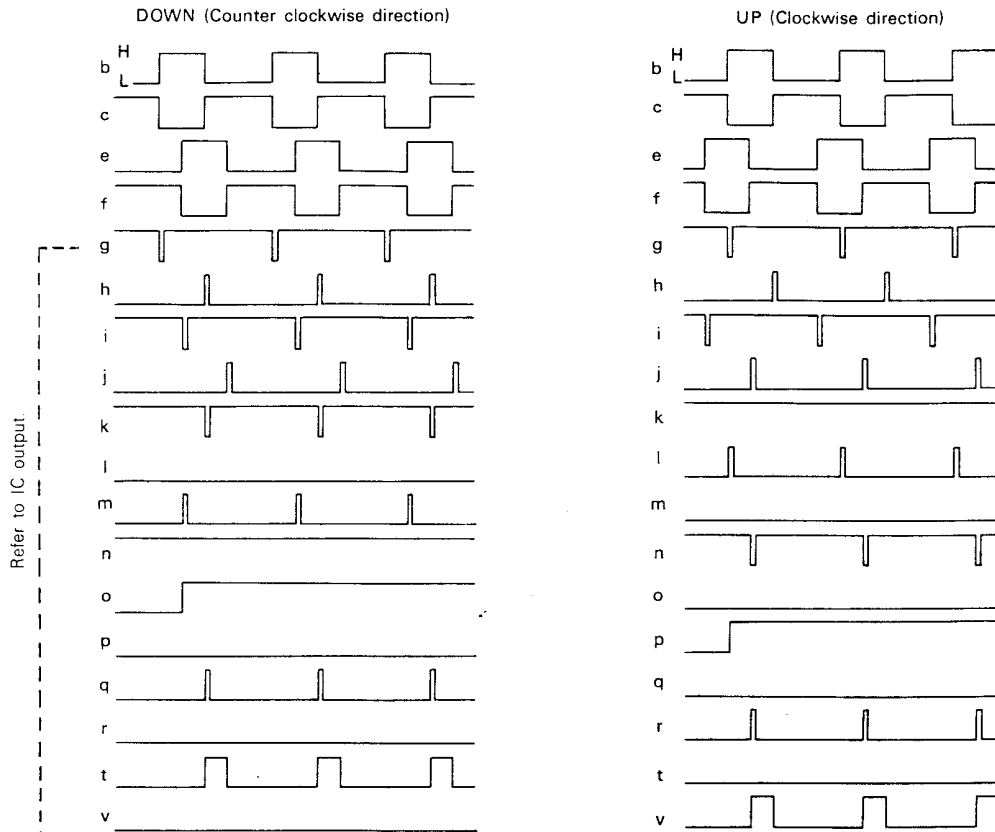 DOWN (Counter clockwise direction)
H
b
L
c
e
f
g
h
i
j
k
l
m
n
o
p
q
r
t
v
Refer to IC output.
UP (Clockwise direction)
H
b
L
c
e
f
g
h
i
j
k
l
m
n
o
p
q
r
t
v